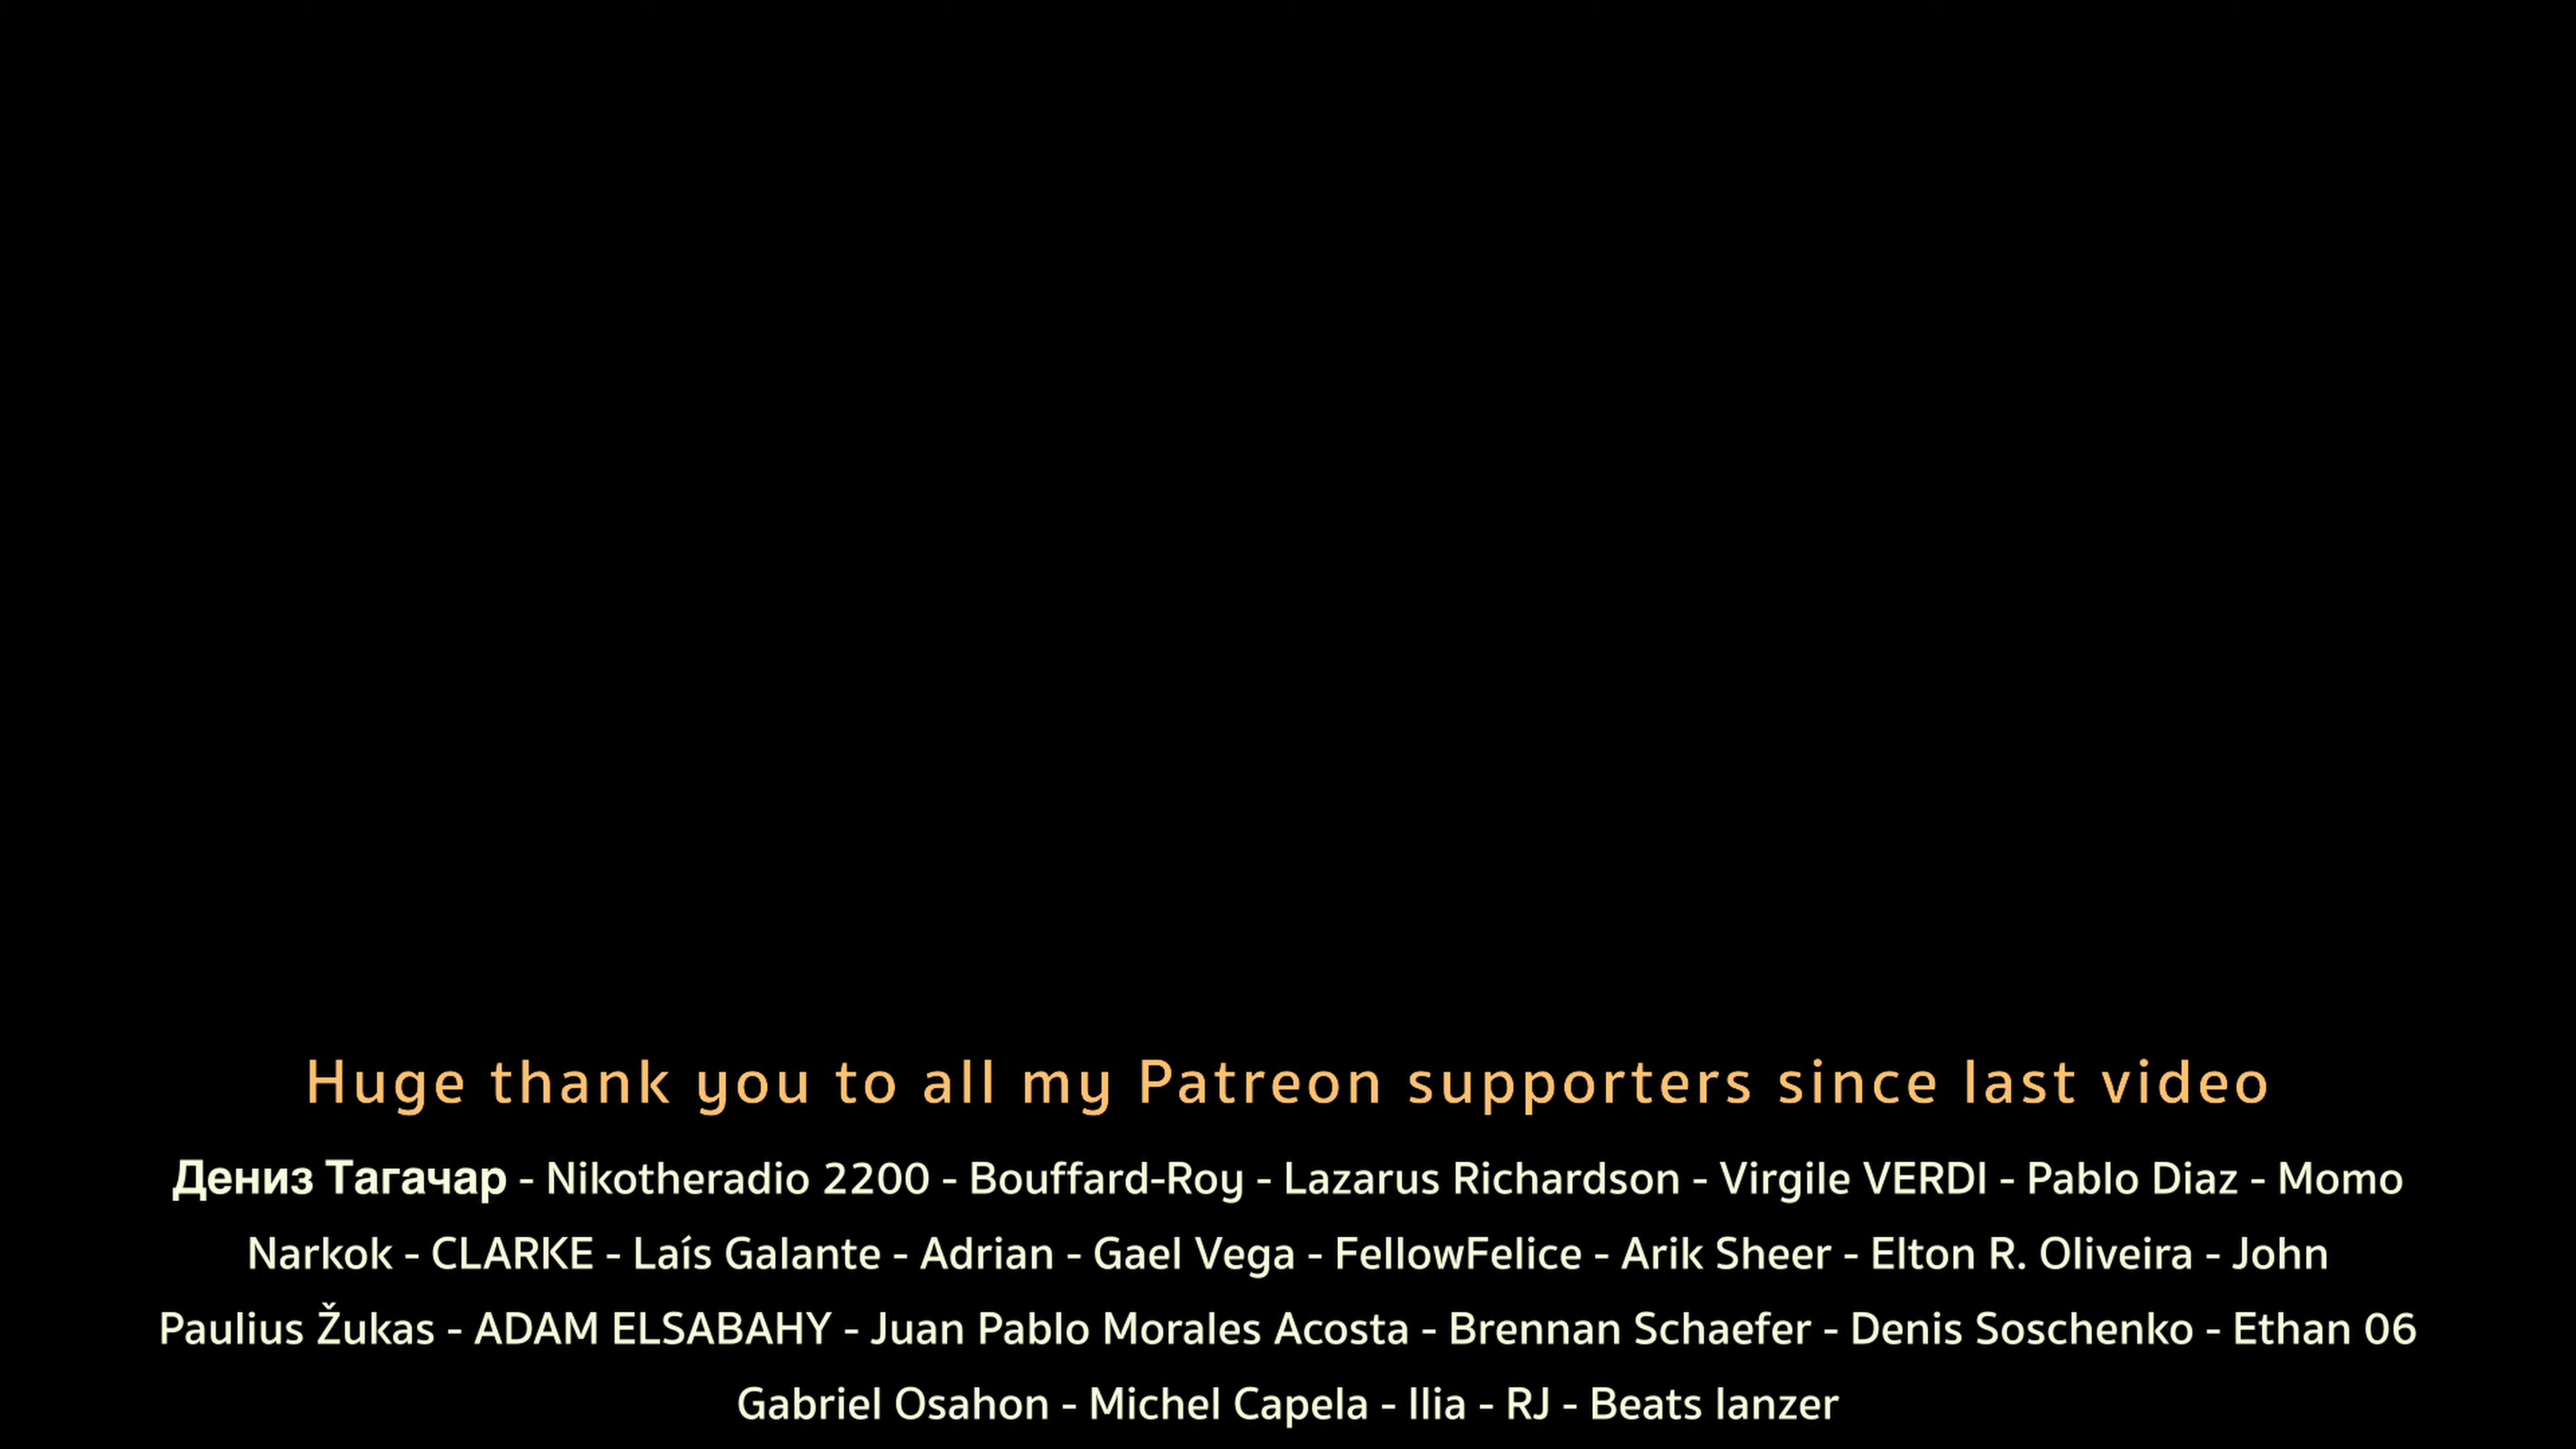 Huge thank you to all my Patreon supporters since last video
Дениз Тагачар - Nikotheradio 2200 - Bouffard-Roy - Lazarus Richardson - Virgile VERDI - Pablo Diaz - Momo
Narkok - CLARKE - Laís Galante - Adrian - Gael Vega - FellowFelice - Arik Sheer - Elton R. Oliveira - John
Paulius Žukas - ADAM ELSABAHY - Juan Pablo Morales Acosta - Brennan Schaefer - Denis Soschenko - Ethan 06
Gabriel Osahon - Michel Capela - Ilia - RJ - Beats lanzer